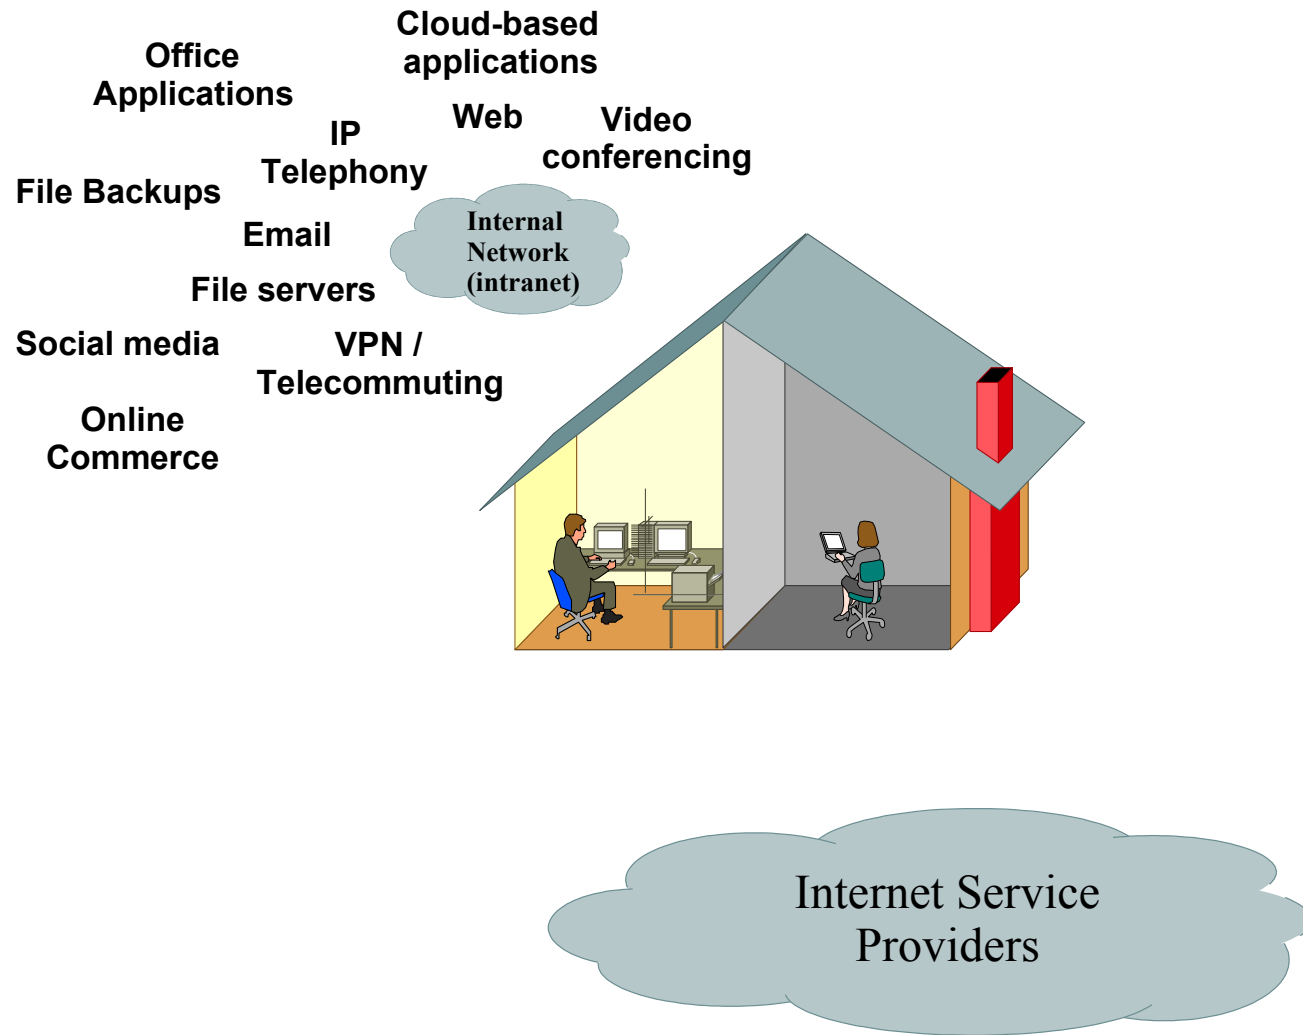 Cloud-based
applications
Office
Applications
Web
Video
conferencing
IP
Telephony
File Backups
Email
Internal
Network
(intranet)
File servers
Social media
VPN /
Telecommuting
Online
Commerce
Internet Service
Providers